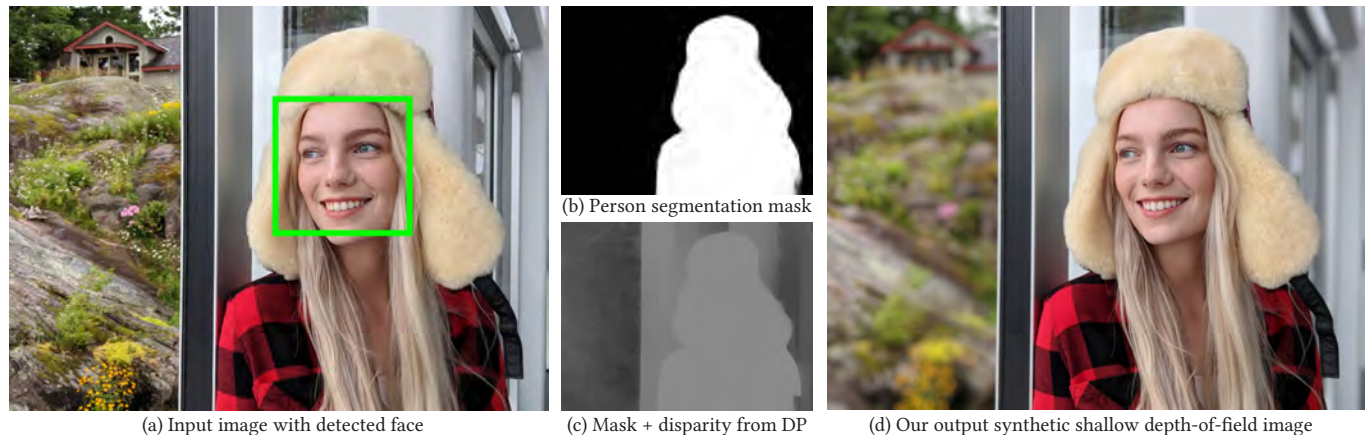 (a) Input image with detected face
(b) Person segmentation mask
(c) Mask + disparity from DP
(d) Our output synthetic shallow depth-of-field image